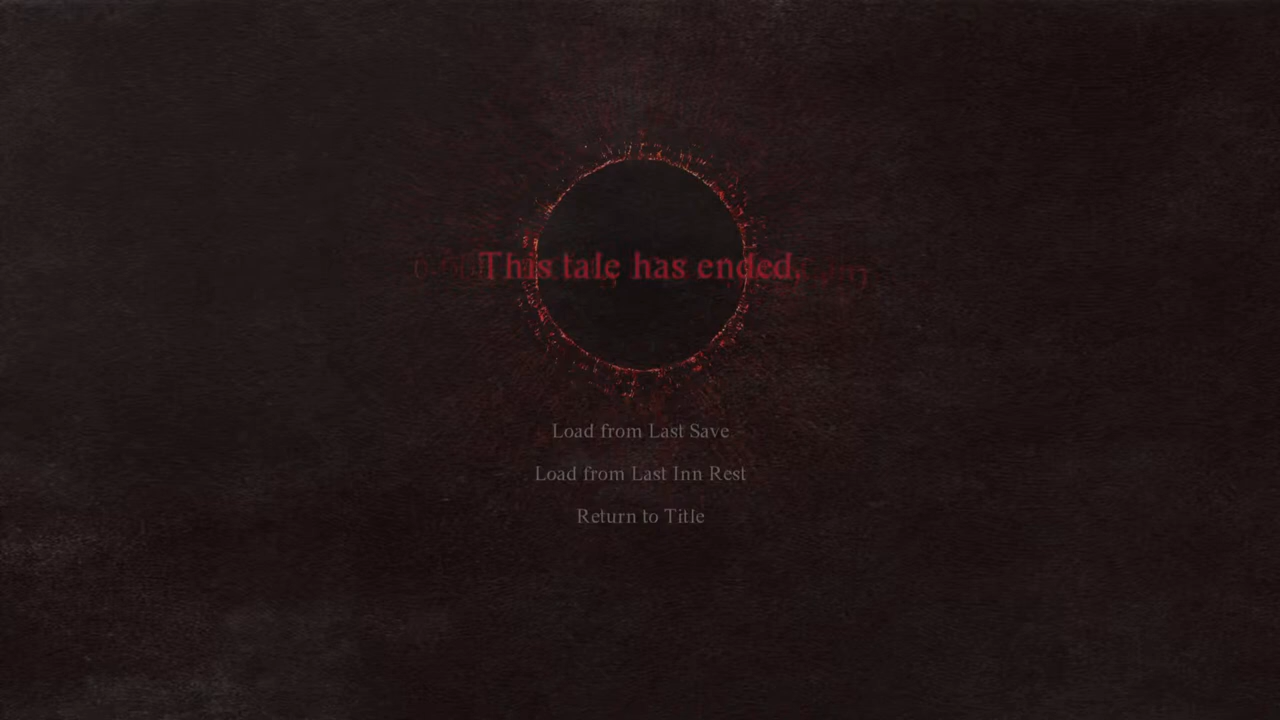 This tale has ended.
Load from Last Save
Load from Last Inn Rest
Return to Title